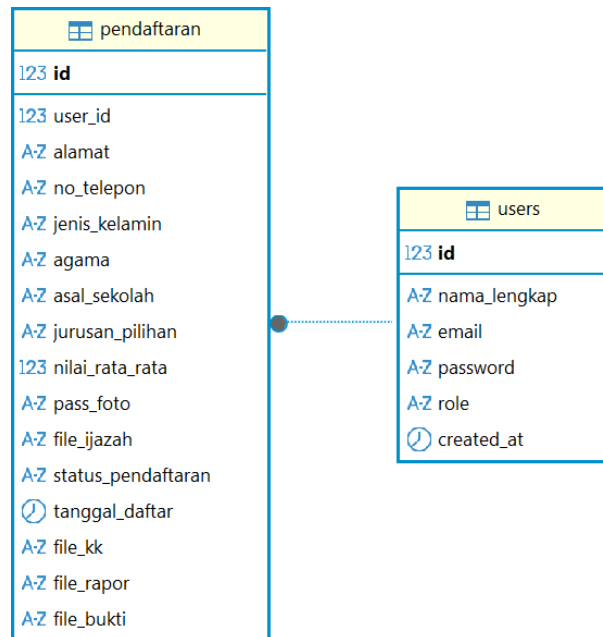 pendaftaran
123 id
123 user_id
A-Z alamat
A-Z no_telepon
A-Z jenis_kelamin
A-Z agama
A-Z asal_sekolah
A-Z jurusan_pilihan
123 nilai_rata_rata
A-Z pass_foto
A-Z file_ijazah
A-Z status_pendaftaran
tanggal_daftar
A-Z file_kk
A-Z file_rapor
A-Z file_bukti
users
123 id
A-Z nama_lengkap
A-Z email
A-Z password
A-Z role
created_at